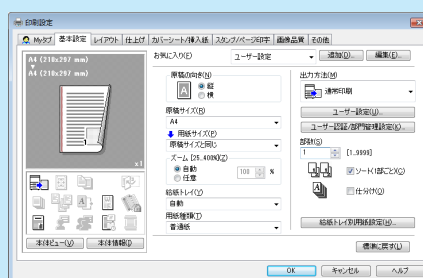 印刷設定
Myタブ 基本設定 レイアウト 仕上げ カバーシート/挿入紙 スタンプ/ページ印字 画像品質 その他
A4 (210x297 mm)
A4 (210x297 mm)
x1
本体ビュー(V) 本体情報(I)
お気に入り(E) ユーザー設定 追加(D)... 編集(F)...
原稿の向き(N)
縦
横
原稿サイズ(R)
A4
用紙サイズ(P)
原稿サイズと同じ
ズーム [25..400%](Z)
自動
任意
100 %
給紙トレイ(Y)
自動
用紙種類(T)
普通紙
出力方法(M)
通常印刷
ユーザー設定(U)...
ユーザー認証/部門管理設定(K)...
部数(S)
1 [1..9999]
ソート(1部ごと)(O)
仕分け(Q)
給紙トレイ別用紙設定(H)...
標準に戻す(L)
OK キャンセル ヘルプ